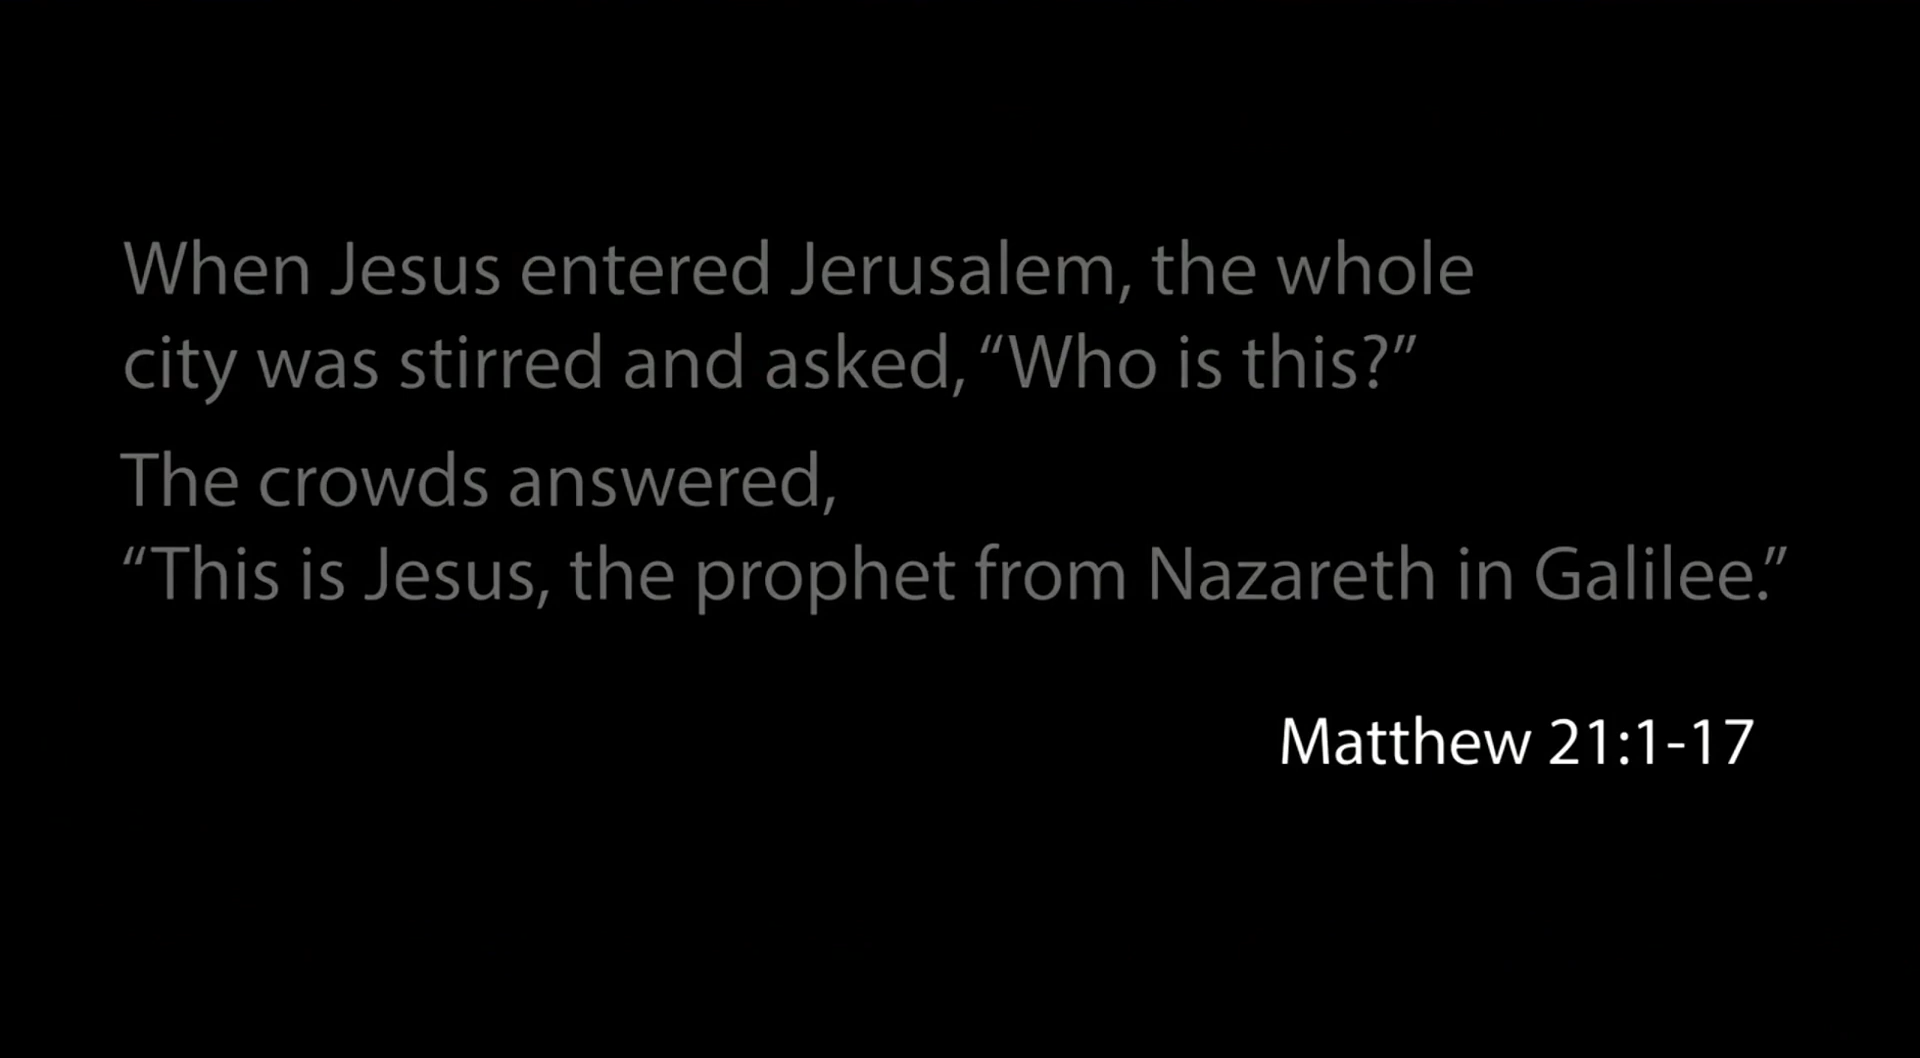 When Jesus entered Jerusalem, the whole
city was stirred and asked, “Who is this?”
The crowds answered,
“This is Jesus, the prophet from Nazareth in Galilee.”
Matthew 21:1-17